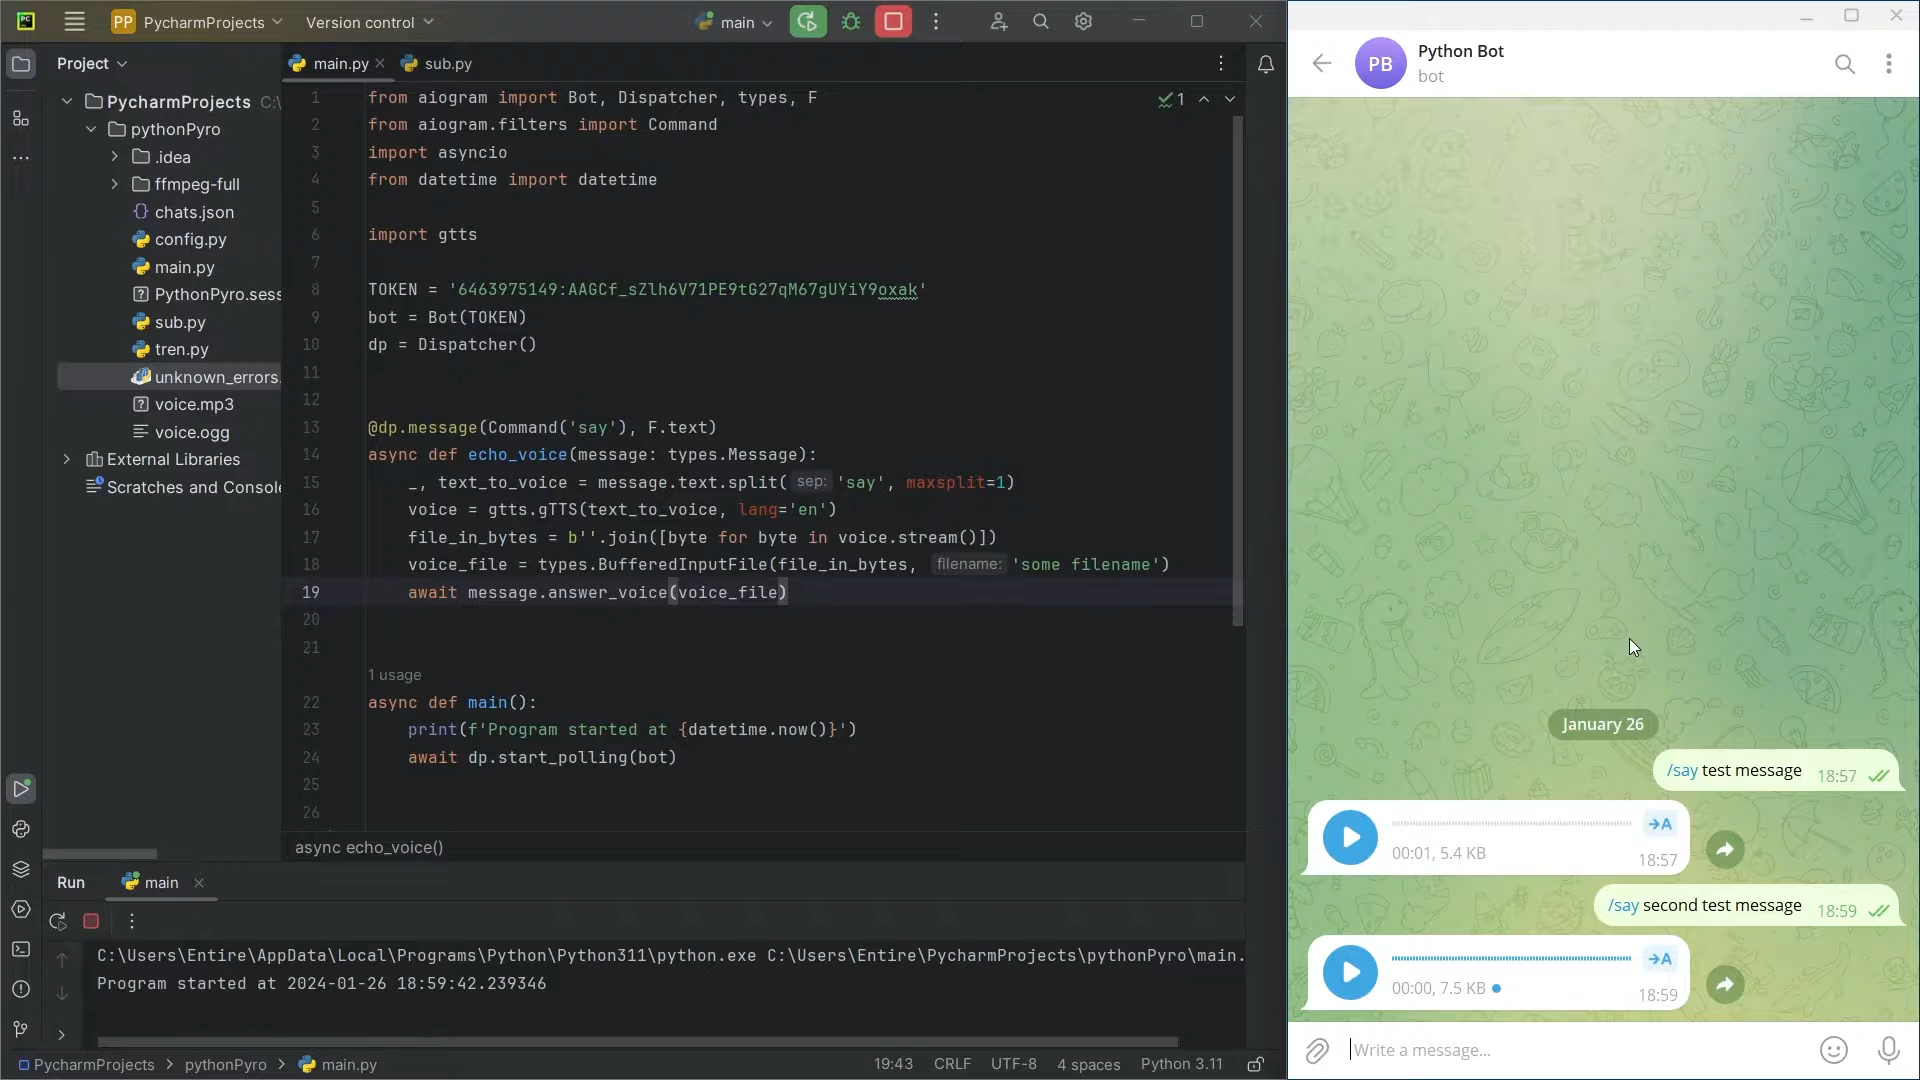 PP PycharmProjects Version control main
Project
PycharmProjects C:\
pythonPyro
.idea
ffmpeg-full
chats.json
config.py
main.py
PythonPyro.sess
sub.py
tren.py
unknown_errors.
voice.mp3
voice.ogg
External Libraries
Scratches and Console
main.py sub.py
1 from aiogram import Bot, Dispatcher, types, F
2 from aiogram.filters import Command
3 import asyncio
4 from datetime import datetime
5
6 import gtts
7
8 TOKEN = '6463975149:AAGCf_sZlh6V71PE9tG27qM67gUYiY9oxak'
9 bot = Bot(TOKEN)
10 dp = Dispatcher()
11
12
13 @dp.message(Command('say'), F.text)
14 async def echo_voice(message: types.Message):
15 _, text_to_voice = message.text.split( sep: 'say', maxsplit=1)
16 voice = gtts.gTTS(text_to_voice, lang='en')
17 file_in_bytes = b''.join([byte for byte in voice.stream()])
18 voice_file = types.BufferedInputFile(file_in_bytes, filename: 'some filename')
19 await message.answer_voice(voice_file)
20
21
1 usage
22 async def main():
23 print(f'Program started at {datetime.now()}')
24 await dp.start_polling(bot)
25
26
1
async echo_voice()
Run main
C:\Users\Entire\AppData\Local\Programs\Python\Python311\python.exe C:\Users\Entire\PycharmProjects\pythonPyro\main.
Program started at 2024-01-26 18:59:42.239346
PycharmProjects pythonPyro main.py
19:43 CRLF UTF-8 4 spaces Python 3.11
PB Python Bot
bot
January 26
/say test message 18:57
A
00:01, 5.4 KB 18:57
/say second test message 18:59
A
00:00, 7.5 KB 18:59
Write a message...